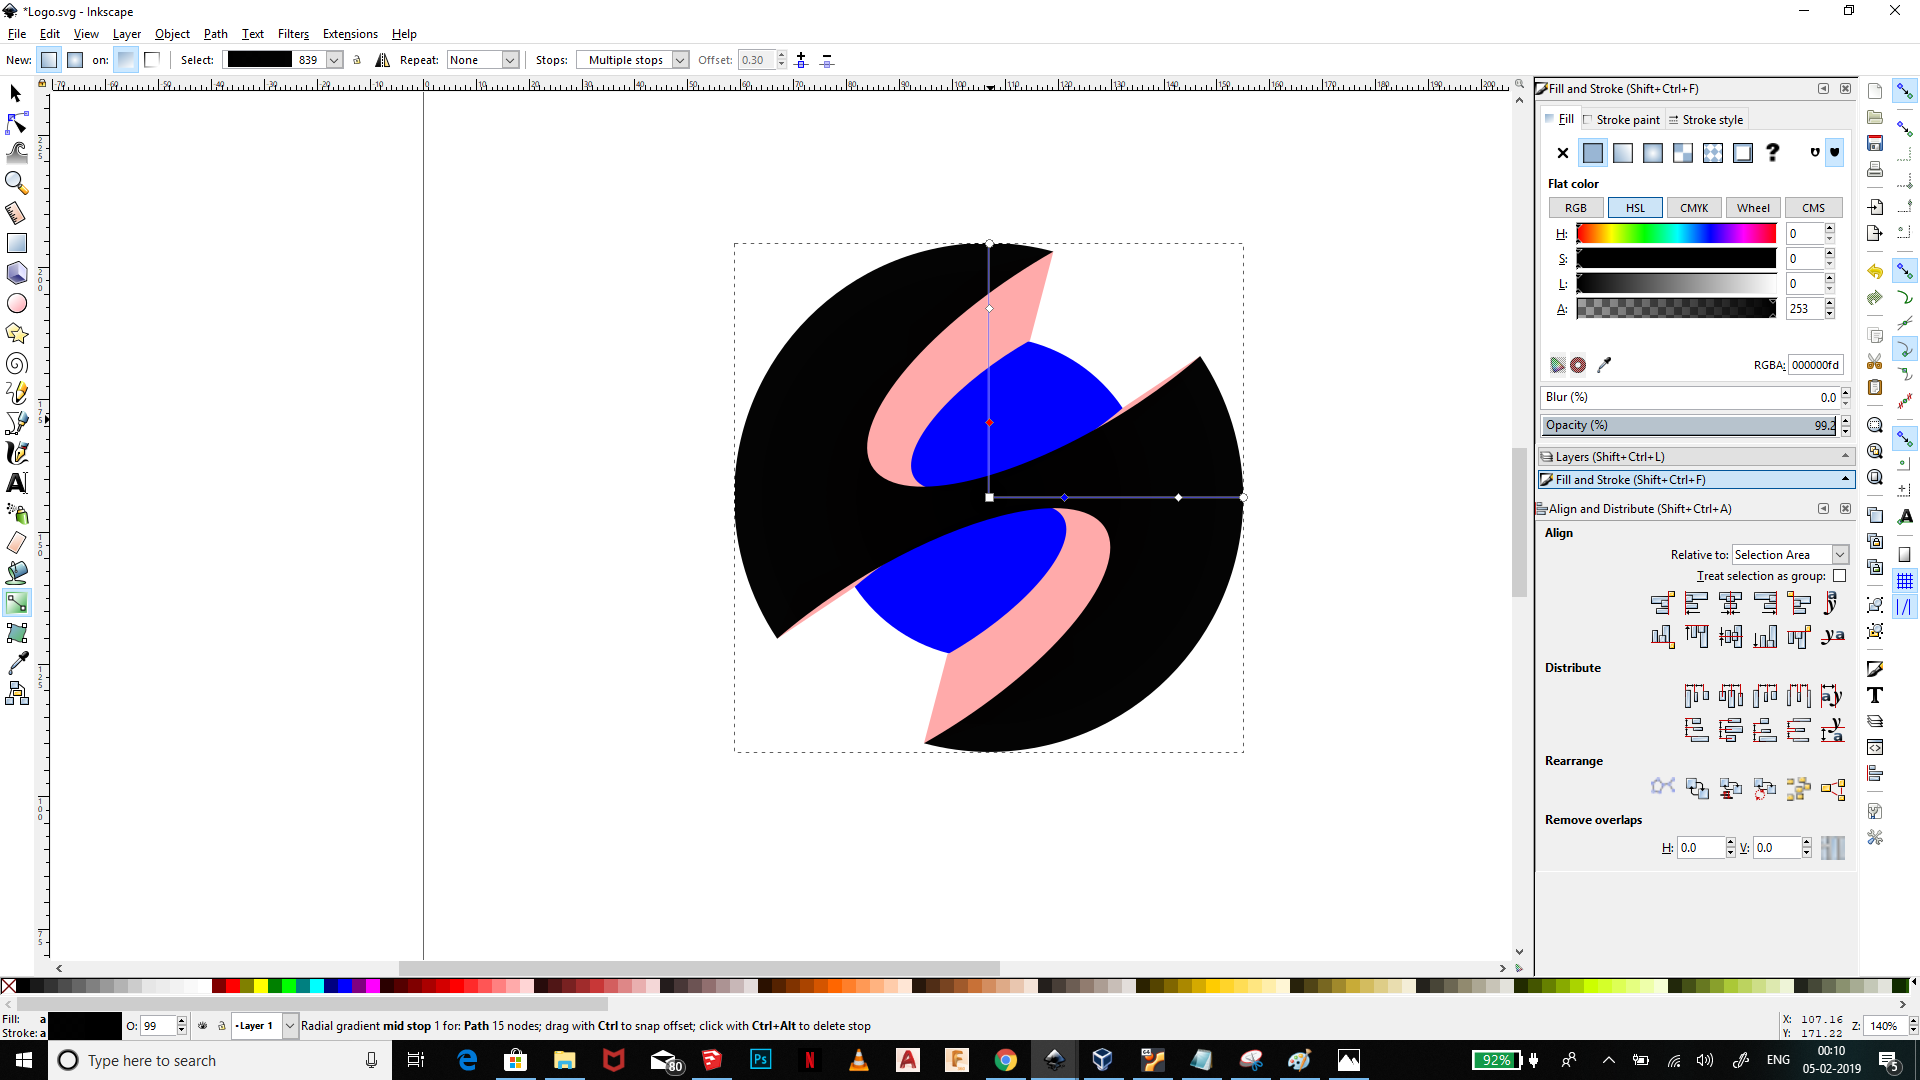 *Logo.svg - Inkscape
File Edit View Layer Object Path Text Filters Extensions Help
New: on: Select: 839 Repeat: None Stops: Multiple stops Offset: 0.30
Fill and Stroke (Shift+Ctrl+F)
Fill Stroke paint Stroke style
Flat color
RGB HSL CMYK Wheel CMS
H: 0
S: 0
L: 0
A: 253
RGBA: 000000fd
Blur (%) 0.0
Opacity (%) 99.2
Layers (Shift+Ctrl+L)
Fill and Stroke (Shift+Ctrl+F)
Align and Distribute (Shift+Ctrl+A)
Align
Relative to: Selection Area
Treat selection as group:
Distribute
Rearrange
Remove overlaps
H: 0.0 V: 0.0
Fill: a
Stroke: a
O: 99
Layer 1
Radial gradient mid stop 1 for: Path 15 nodes; drag with Ctrl to snap offset; click with Ctrl+Alt to delete stop
X: 107.16
Y: 171.22
Z: 140%
Type here to search
80
92%
ENG
00:10
05-02-2019
5